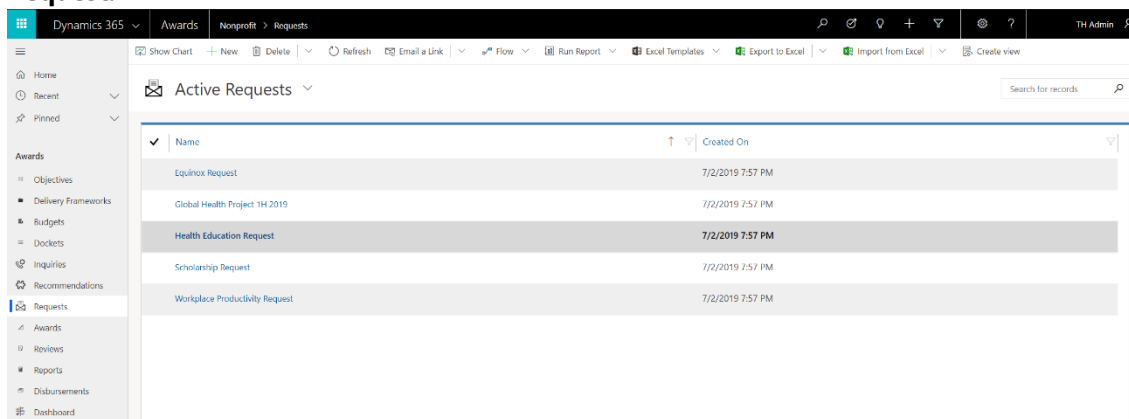 Dynamics 365 Awards Nonprofit > Requests TH Admin
Show Chart New Delete Refresh Email a Link Flow Run Report Excel Templates Export to Excel Import from Excel Create view
Home
Recent
Pinned
Active Requests
Search for records
Name Created On
Equinox Request 7/2/2019 7:57 PM
Global Health Project 1H 2019 7/2/2019 7:57 PM
Health Education Request 7/2/2019 7:57 PM
Scholarship Request 7/2/2019 7:57 PM
Workplace Productivity Request 7/2/2019 7:57 PM
Awards
Objectives
Delivery Frameworks
Budgets
Dockets
Inquiries
Recommendations
Requests
Awards
Reviews
Reports
Disbursements
Dashboard